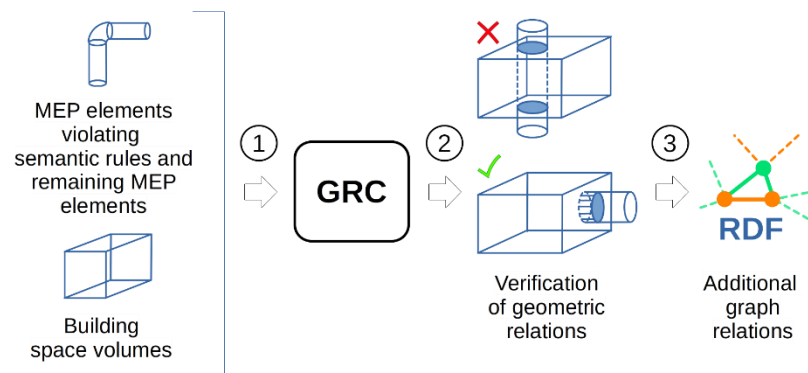 MEP elements
violating
semantic rules and
remaining MEP
elements
Building
space volumes
1
GRC
2
Verification
of geometric
relations
3
RDF
Additional
graph
relations